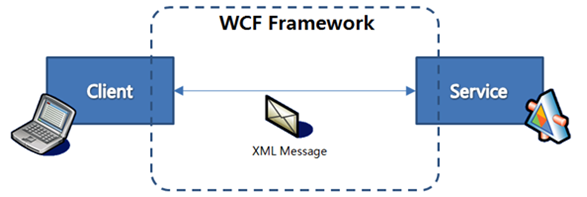 WCF Framework
Client
Service
XML Message